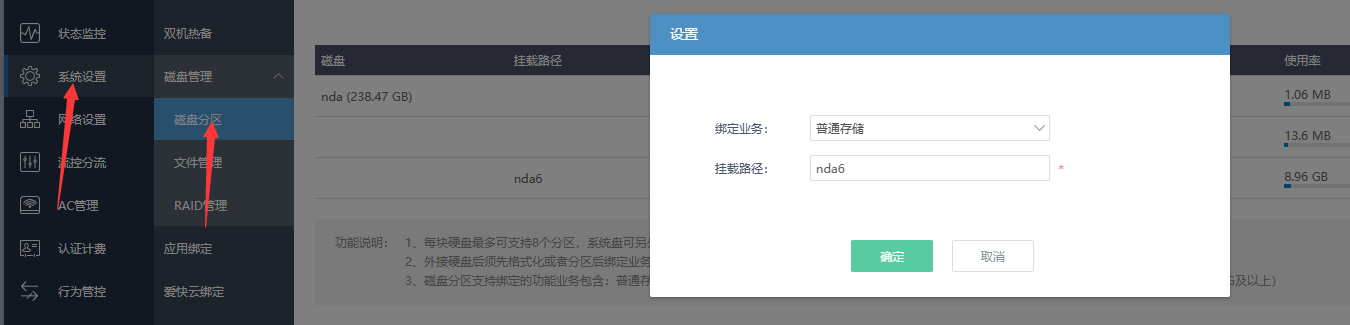 状态监控
系统设置
网络设置
流控分流
AC管理
认证计费
行为管控
双机热备
磁盘管理
磁盘分区
文件管理
RAID管理
应用绑定
爱快云绑定
磁盘 挂载路径 使用率
nda (238.47 GB) 1.06 MB
13.6 MB
nda6 8.96 GB
功能说明： 1、每块硬盘最多可支持8个分区，系统盘可另
2、外接硬盘后须先格式化或者分区后绑定业务
3、磁盘分区支持绑定的功能业务包含：普通存 G及以上）
设置
绑定业务： 普通存储
挂载路径： nda6 *
确定 取消